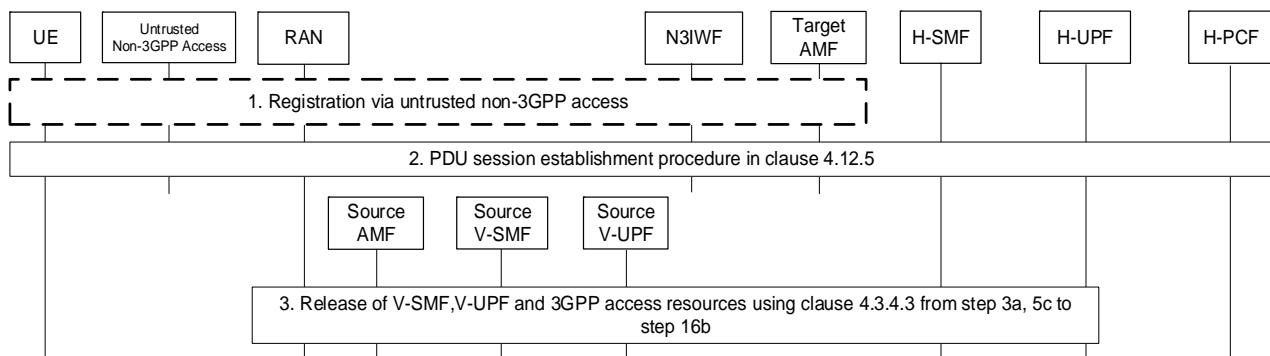 UE
Untrusted
Non-3GPP Access
RAN
N3IWF
Target
AMF
H-SMF
H-UPF
H-PCF
1. Registration via untrusted non-3GPP access
2. PDU session establishment procedure in clause 4.12.5
Source
AMF
Source
V-SMF
Source
V-UPF
3. Release of V-SMF,V-UPF and 3GPP access resources using clause 4.3.4.3 from step 3a, 5c to
step 16b